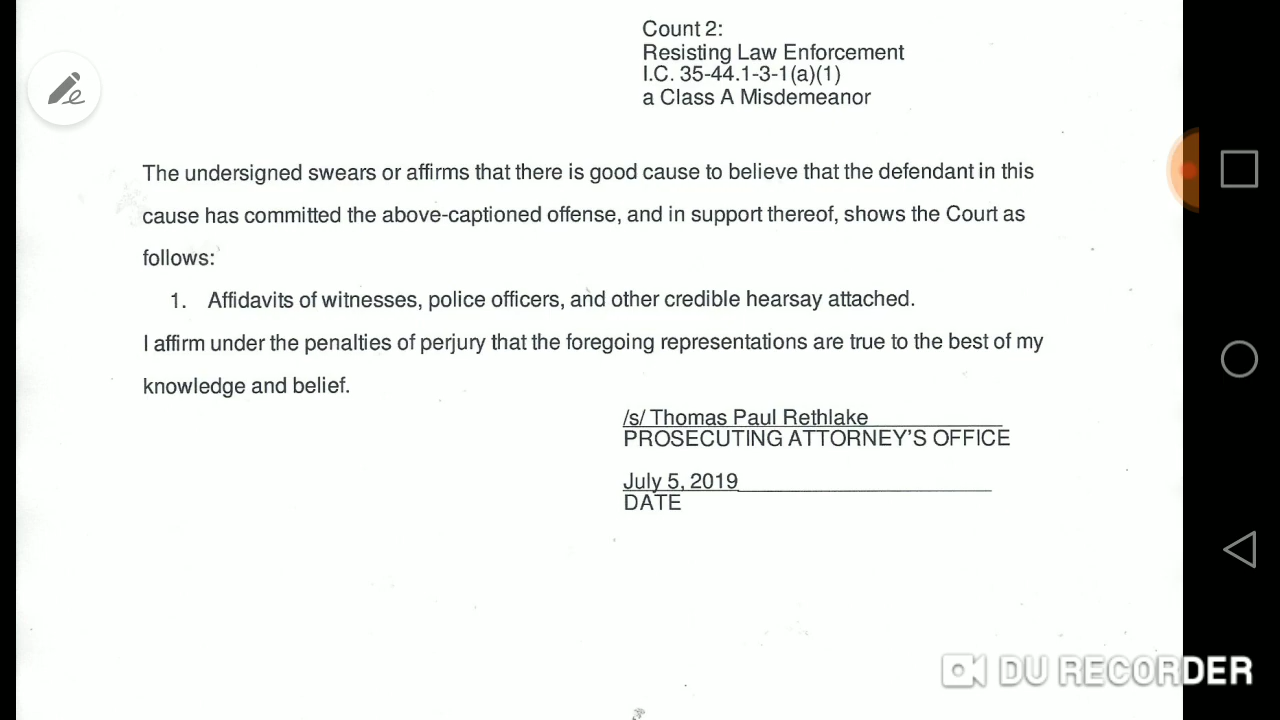 Count 2:
Resisting Law Enforcement
I.C. 35-44.1-3-1(a)(1)
a Class A Misdemeanor
The undersigned swears or affirms that there is good cause to believe that the defendant in this
cause has committed the above-captioned offense, and in support thereof, shows the Court as
follows:
1. Affidavits of witnesses, police officers, and other credible hearsay attached.
I affirm under the penalties of perjury that the foregoing representations are true to the best of my
knowledge and belief.
/s/ Thomas Paul Rethlake
PROSECUTING ATTORNEY'S OFFICE
July 5, 2019
DATE
DU RECORDER